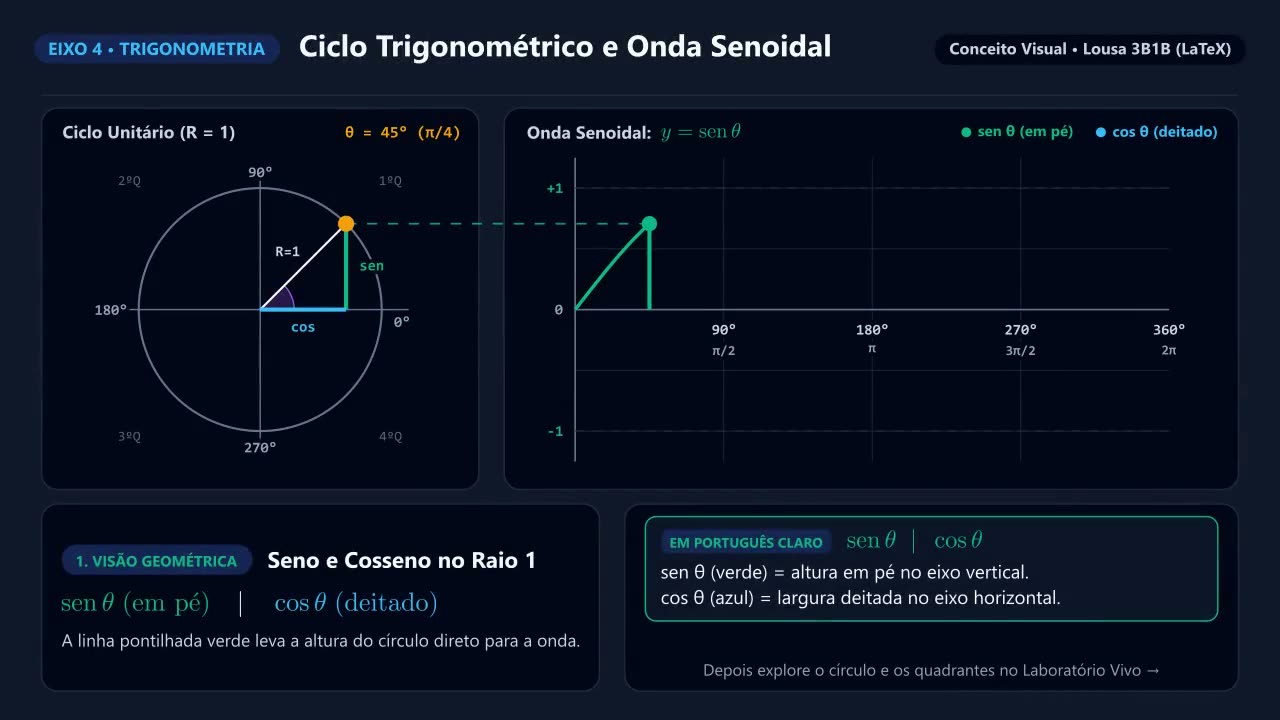 EIXO 4 • TRIGONOMETRIA
Ciclo Trigonométrico e Onda Senoidal
Conceito Visual • Lousa 3B1B (LaTeX)
Ciclo Unitário (R = 1)
θ = 45° (π/4)
2ºQ
90°
1ºQ
R=1
sen
180°
cos
0°
3ºQ
270°
4ºQ
Onda Senoidal: y = sen θ
sen θ (em pé)
cos θ (deitado)
+1
0
90°
180°
270°
360°
π/2
π
3π/2
2π
-1
1. VISÃO GEOMÉTRICA
Seno e Cosseno no Raio 1
sen θ (em pé) | cos θ (deitado)
A linha pontilhada verde leva a altura do círculo direto para a onda.
EM PORTUGUÊS CLARO
sen θ | cos θ
sen θ (verde) = altura em pé no eixo vertical.
cos θ (azul) = largura deitada no eixo horizontal.
Depois explore o círculo e os quadrantes no Laboratório Vivo →